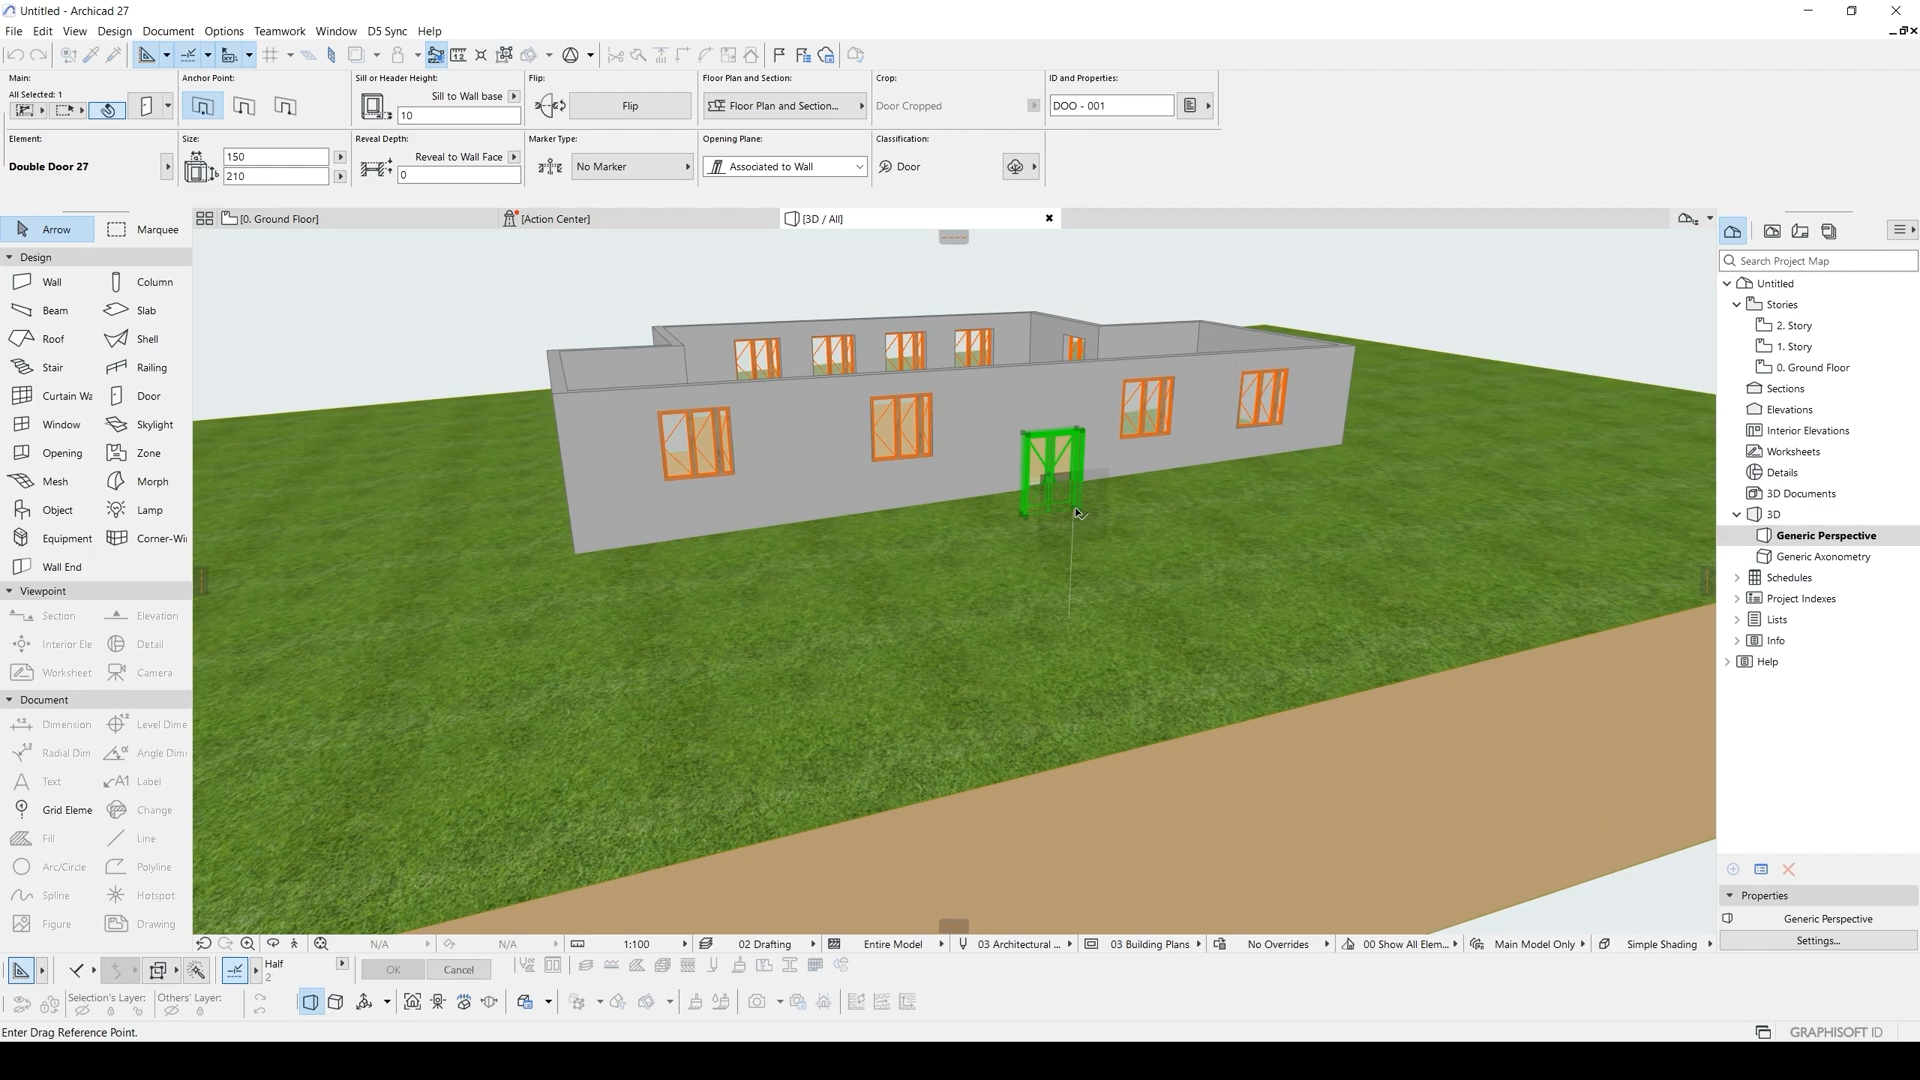 Untitled - Archicad 27
File Edit View Design Document Options Teamwork Window D5 Sync Help
Main:
All Selected: 1
Anchor Point:
Sill or Header Height:
Sill to Wall base
10
Flip:
Flip
Floor Plan and Section:
Floor Plan and Section...
Crop:
Door Cropped
ID and Properties:
DOO - 001
Element:
Double Door 27
Size:
150
210
Reveal Depth:
Reveal to Wall Face
0
Marker Type:
No Marker
Opening Plane:
Associated to Wall
Classification:
Door
[0. Ground Floor]
[Action Center]
[3D / All]
Arrow Marquee
Design
Wall Column
Beam Slab
Roof Shell
Stair Railing
Curtain Wa Door
Window Skylight
Opening Zone
Mesh Morph
Object Lamp
Equipment Corner-Wi
Wall End
Viewpoint
Section Elevation
Interior Ele Detail
Worksheet Camera
Document
Dimension Level Dime
Radial Dim Angle Dim
Text Label
Grid Eleme Change
Fill Line
Arc/Circle Polyline
Spline Hotspot
Figure Drawing
Search Project Map
Untitled
Stories
2. Story
1. Story
0. Ground Floor
Sections
Elevations
Interior Elevations
Worksheets
Details
3D Documents
3D
Generic Perspective
Generic Axonometry
Schedules
Project Indexes
Lists
Info
Help
Properties
Generic Perspective
Settings...
N/A N/A 1:100 02 Drafting Entire Model 03 Architectural ... 03 Building Plans No Overrides 00 Show All Elem... Main Model Only Simple Shading
Half
2
OK Cancel
Selection's Layer: Others' Layer:
Enter Drag Reference Point.
GRAPHISOFT ID